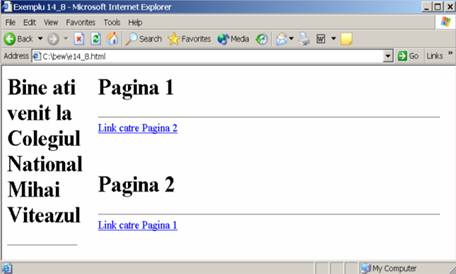 Exemplu 14_8 - Microsoft Internet Explorer
File Edit View Favorites Tools Help
Back Search Favorites Media
Address C:\bew\e14_8.html Go Links »
Bine ati
venit la
Colegiul
National
Mihai
Viteazul
Pagina 1
Link catre Pagina 2
Pagina 2
Link catre Pagina 1
My Computer